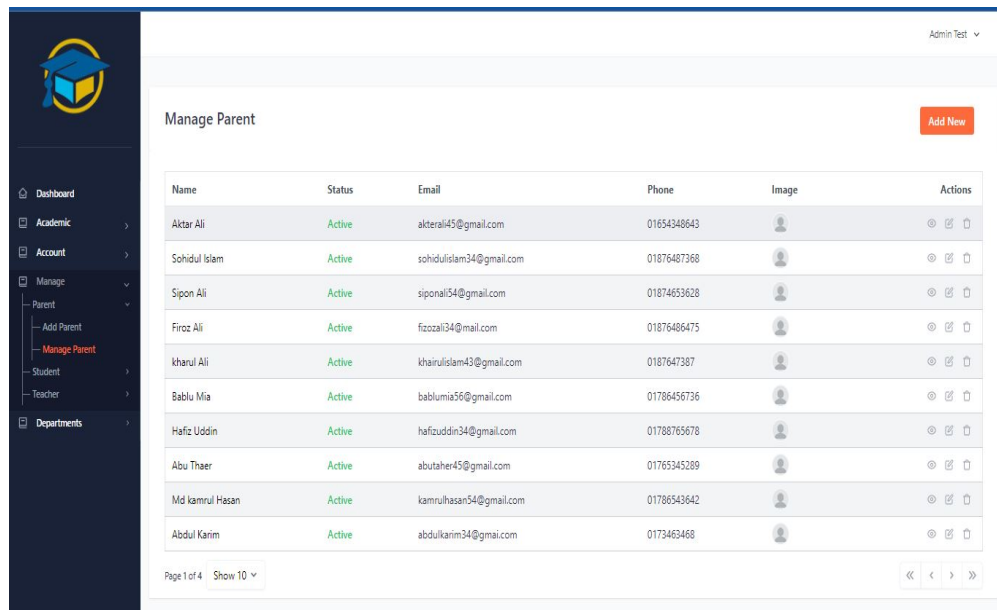 Admin Test
Manage Parent
Add New
Dashboard
Academic
Account
Manage
Parent
Add Parent
Manage Parent
Student
Teacher
Departments
Name Status Email Phone Image Actions
Aktar Ali Active akterali45@gmail.com 01654348643
Sohidul Islam Active sohidulislam34@gmail.com 01876487368
Sipon Ali Active siponali54@gmail.com 01874653628
Firoz Ali Active fizozali34@mail.com 01876486475
kharul Ali Active khairulislam43@gmail.com 0187647387
Bablu Mia Active bablumia56@gmail.com 01786456736
Hafiz Uddin Active hafizuddin34@gmail.com 01788765678
Abu Thaer Active abutaher45@gmail.com 01765345289
Md kamrul Hasan Active kamrulhasan54@gmail.com 01786543642
Abdul Karim Active abdulkarim34@gmai.com 0173463468
Page 1 of 4 Show 10